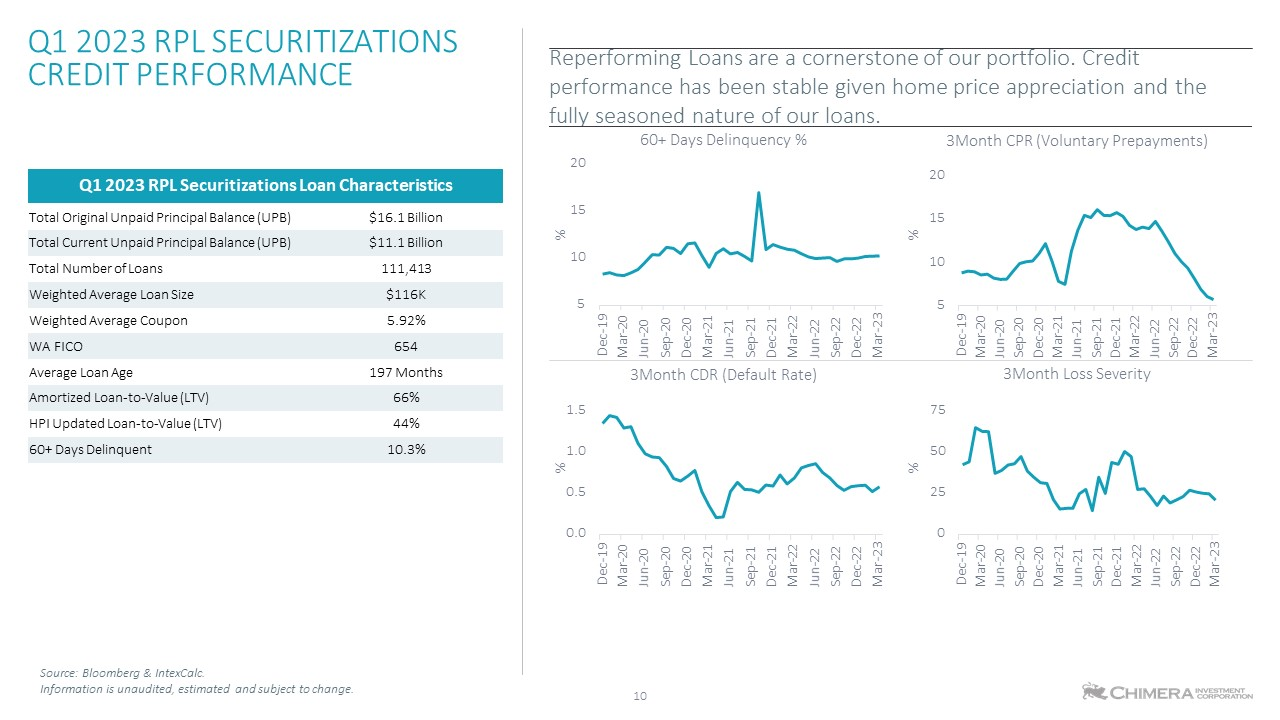 Q1 2023 RPL SECURITIZATIONS
CREDIT PERFORMANCE
Q1 2023 RPL Securitizations Loan Characteristics
Total Original Unpaid Principal Balance (UPB) $16.1 Billion
Total Current Unpaid Principal Balance (UPB) $11.1 Billion
Total Number of Loans 111,413
Weighted Average Loan Size $116K
Weighted Average Coupon 5.92%
WA FICO 654
Average Loan Age 197 Months
Amortized Loan-to-Value (LTV) 66%
HPI Updated Loan-to-Value (LTV) 44%
60+ Days Delinquent 10.3%
Reperforming Loans are a cornerstone of our portfolio. Credit
performance has been stable given home price appreciation and the
fully seasoned nature of our loans.
60+ Days Delinquency %
20
15
10
5
%
Dec-19 Mar-20 Jun-20 Sep-20 Dec-20 Mar-21 Jun-21 Sep-21 Dec-21 Mar-22 Jun-22 Sep-22 Dec-22 Mar-23
3Month CPR (Voluntary Prepayments)
20
15
10
5
%
Dec-19 Mar-20 Jun-20 Sep-20 Dec-20 Mar-21 Jun-21 Sep-21 Dec-21 Mar-22 Jun-22 Sep-22 Dec-22 Mar-23
3Month CDR (Default Rate)
1.5
1.0
0.5
0.0
%
Dec-19 Mar-20 Jun-20 Sep-20 Dec-20 Mar-21 Jun-21 Sep-21 Dec-21 Mar-22 Jun-22 Sep-22 Dec-22 Mar-23
3Month Loss Severity
75
50
25
0
%
Dec-19 Mar-20 Jun-20 Sep-20 Dec-20 Mar-21 Jun-21 Sep-21 Dec-21 Mar-22 Jun-22 Sep-22 Dec-22 Mar-23
Source: Bloomberg & IntexCalc.
Information is unaudited, estimated and subject to change.
10
CHIMERA INVESTMENT
CORPORATION